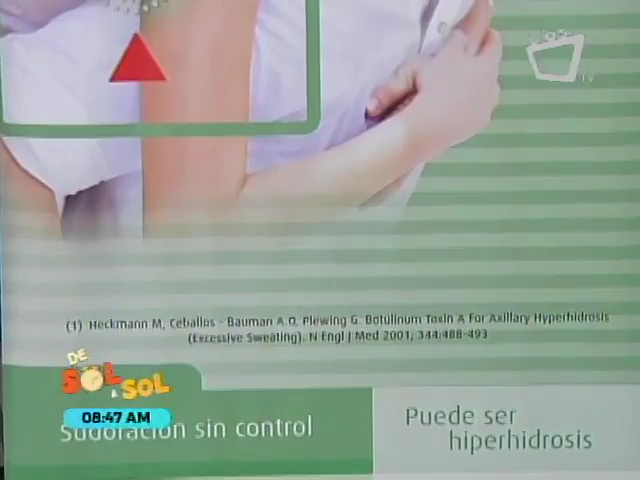 tv
(1) Heckmann M, Ceballos - Bauman A.O, Plewing G. Botulinum Toxin A For Axillary Hyperhidrosis
(Excessive Sweating). N Engl J Med 2001; 344:488-493
DE
SOL
A SOL
08:47 AM
Sudoración sin control
Puede ser
hiperhidrosis